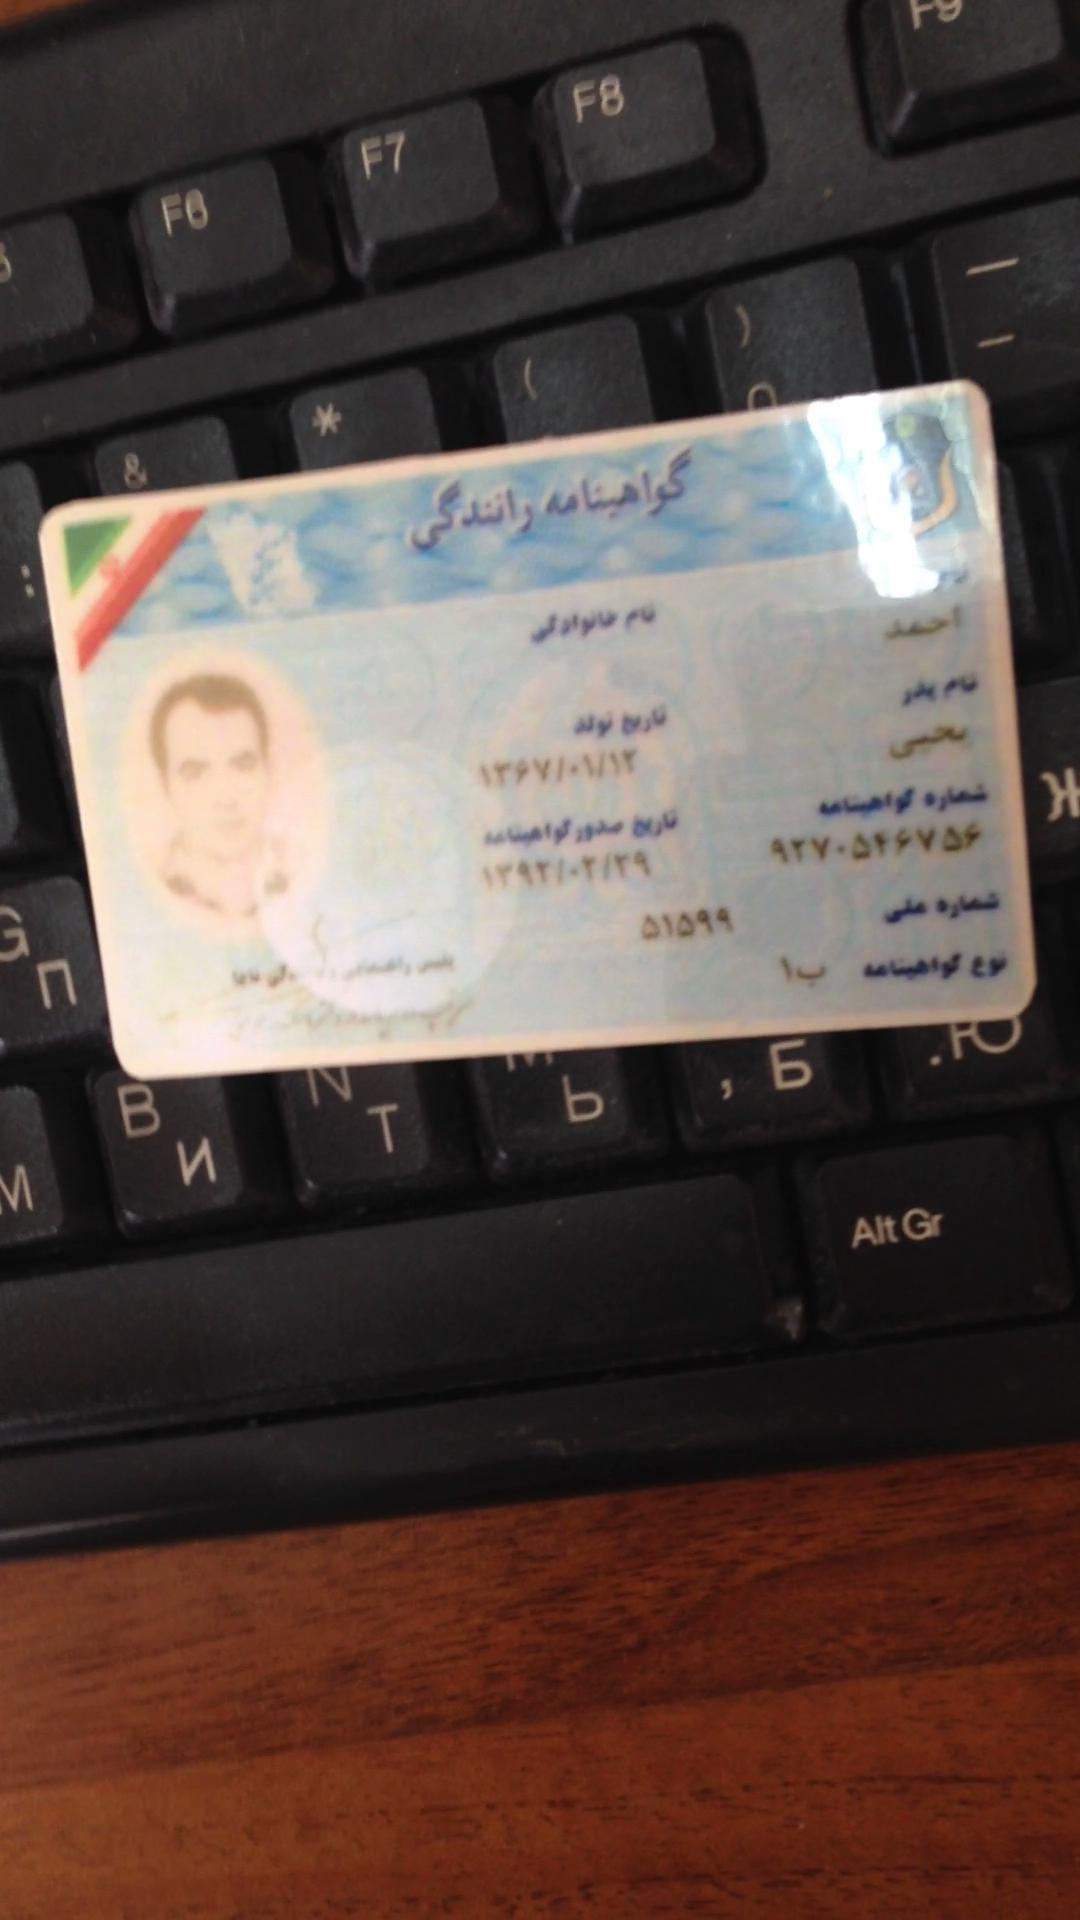 F6
F7
F8
F9
&
*
(
)
گواهینامه رانندگی
نام
احمد
نام خانوادگی
نام پدر
یحیی
تاریخ تولد
۱۳۶۷/۰۱/۱۲
شماره گواهینامه
۹۲۷۰۵۴۶۷۵۶
تاریخ صدور گواهینامه
۱۳۹۲/۰۲/۲۹
شماره ملی
۵۱۵۹۹
نوع گواهینامه ب۱
پلیس راهنمایی و رانندگی ناجا
Ж
G П
М
B И
N Т
M Ь
, Б
. Ю
Alt Gr